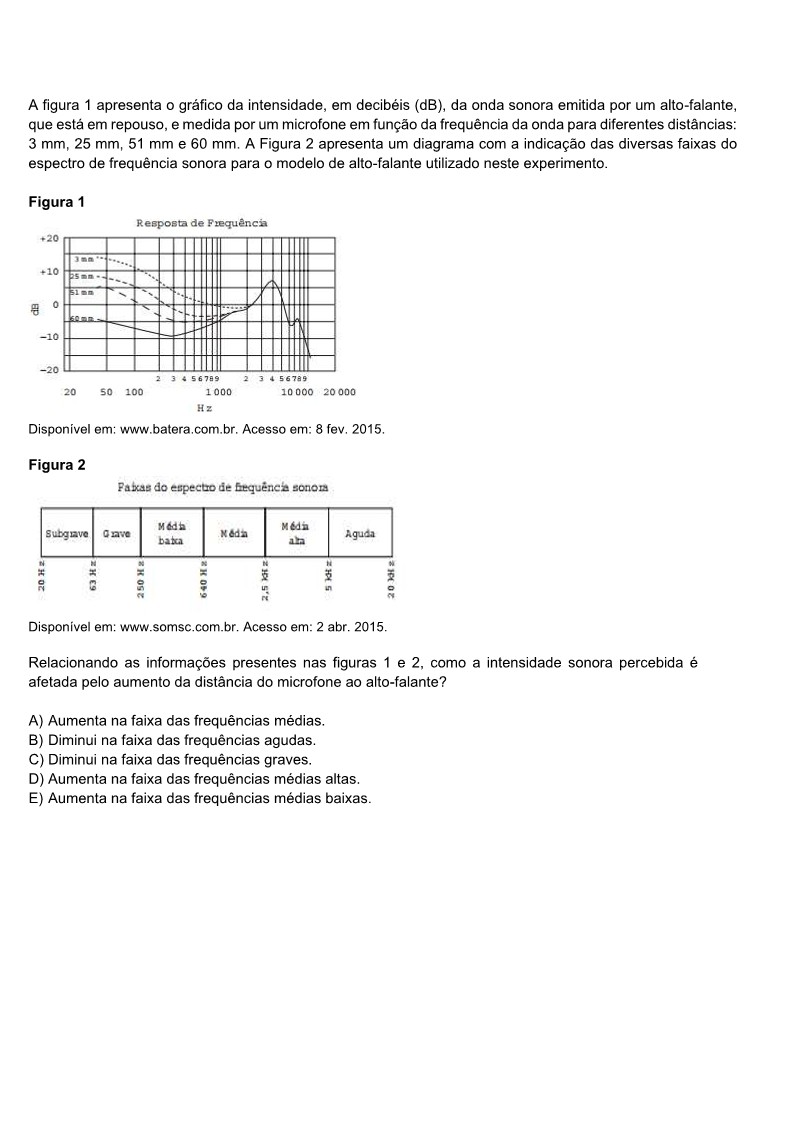 A figura 1 apresenta o gráfico da intensidade, em decibéis (dB), da onda sonora emitida por um alto-falante,
que está em repouso, e medida por um microfone em função da frequência da onda para diferentes distâncias:
3 mm, 25 mm, 51 mm e 60 mm. A Figura 2 apresenta um diagrama com a indicação das diversas faixas do
espectro de frequência sonora para o modelo de alto-falante utilizado neste experimento.
Figura 1
Resposta de Frequência
+20
3 mm
+10
25 mm
51 mm
dB
0
60 mm
−10
−20
2 3 4 5 6 7 8 9 2 3 4 5 6 7 8 9
20 50 100 1 000 10 000 20 000
Hz
Disponível em: www.batera.com.br. Acesso em: 8 fev. 2015.
Figura 2
Faixas do espectro de frequência sonora
Subgrave Grave Média baixa Média Média alta Aguda
20 Hz 63 Hz 250 Hz 640 Hz 2,5 kHz 5 kHz 20 kHz
Disponível em: www.somsc.com.br. Acesso em: 2 abr. 2015.
Relacionando as informações presentes nas figuras 1 e 2, como a intensidade sonora percebida é
afetada pelo aumento da distância do microfone ao alto-falante?
A) Aumenta na faixa das frequências médias.
B) Diminui na faixa das frequências agudas.
C) Diminui na faixa das frequências graves.
D) Aumenta na faixa das frequências médias altas.
E) Aumenta na faixa das frequências médias baixas.